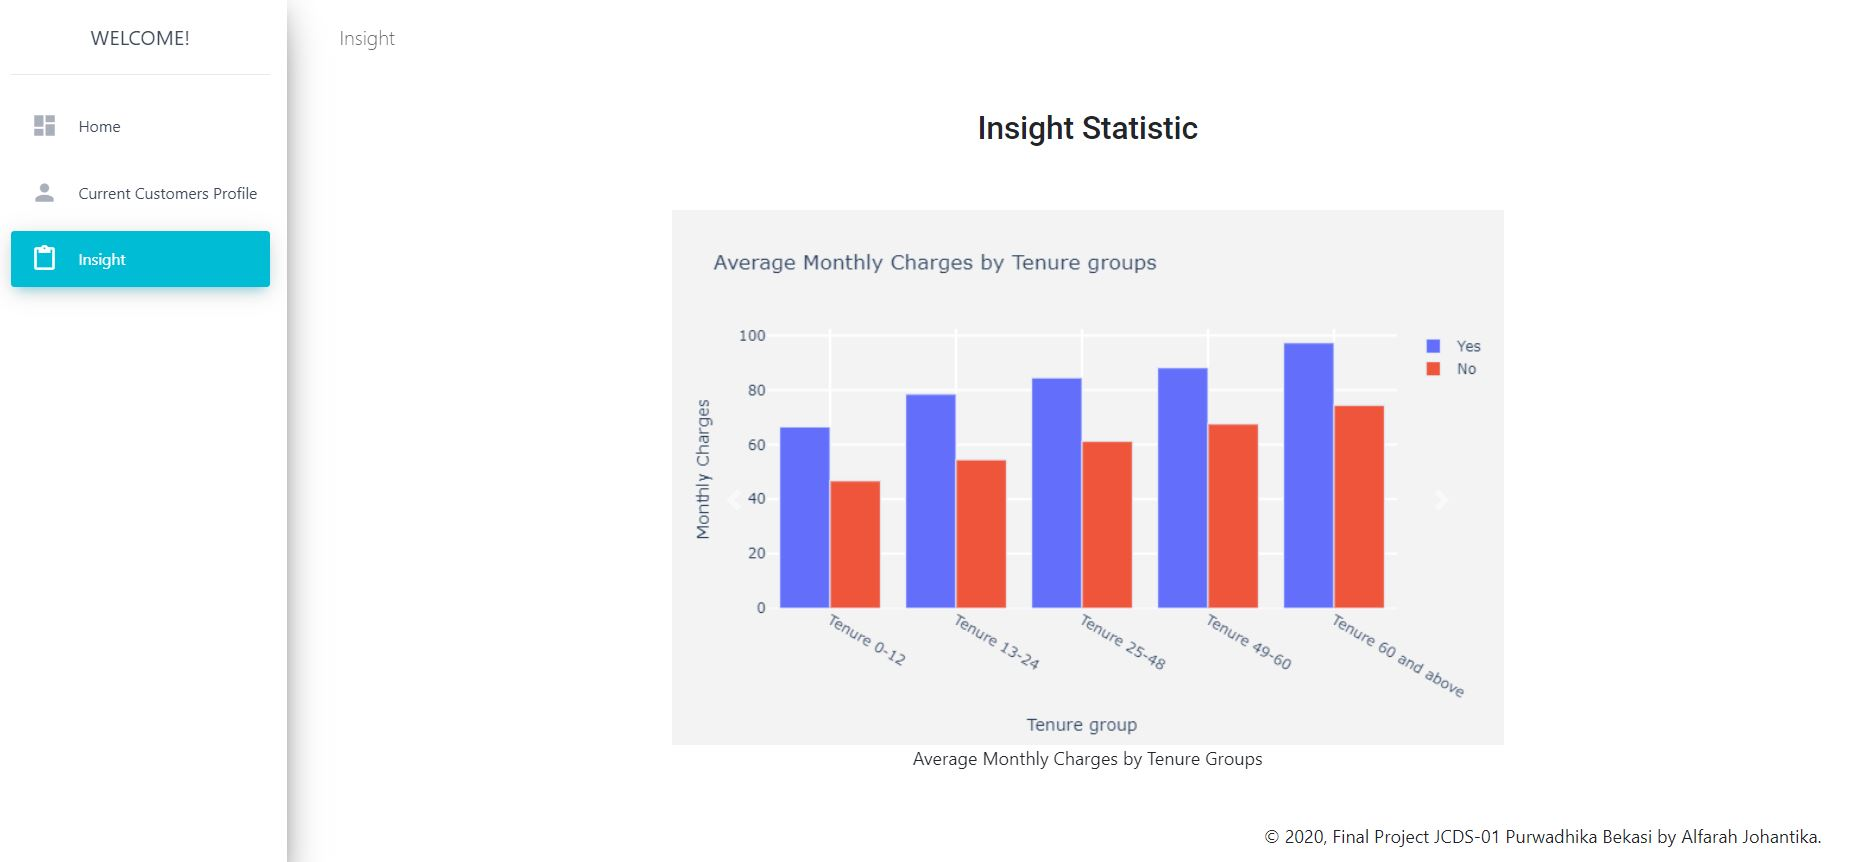 WELCOME!
Home
Current Customers Profile
Insight
Insight
Insight Statistic
Average Monthly Charges by Tenure groups
100
80
60
40
20
0
Monthly Charges
Yes
No
Tenure 0-12
Tenure 13-24
Tenure 25-48
Tenure 49-60
Tenure 60 and above
Tenure group
Average Monthly Charges by Tenure Groups
© 2020, Final Project JCDS-01 Purwadhika Bekasi by Alfarah Johantika.